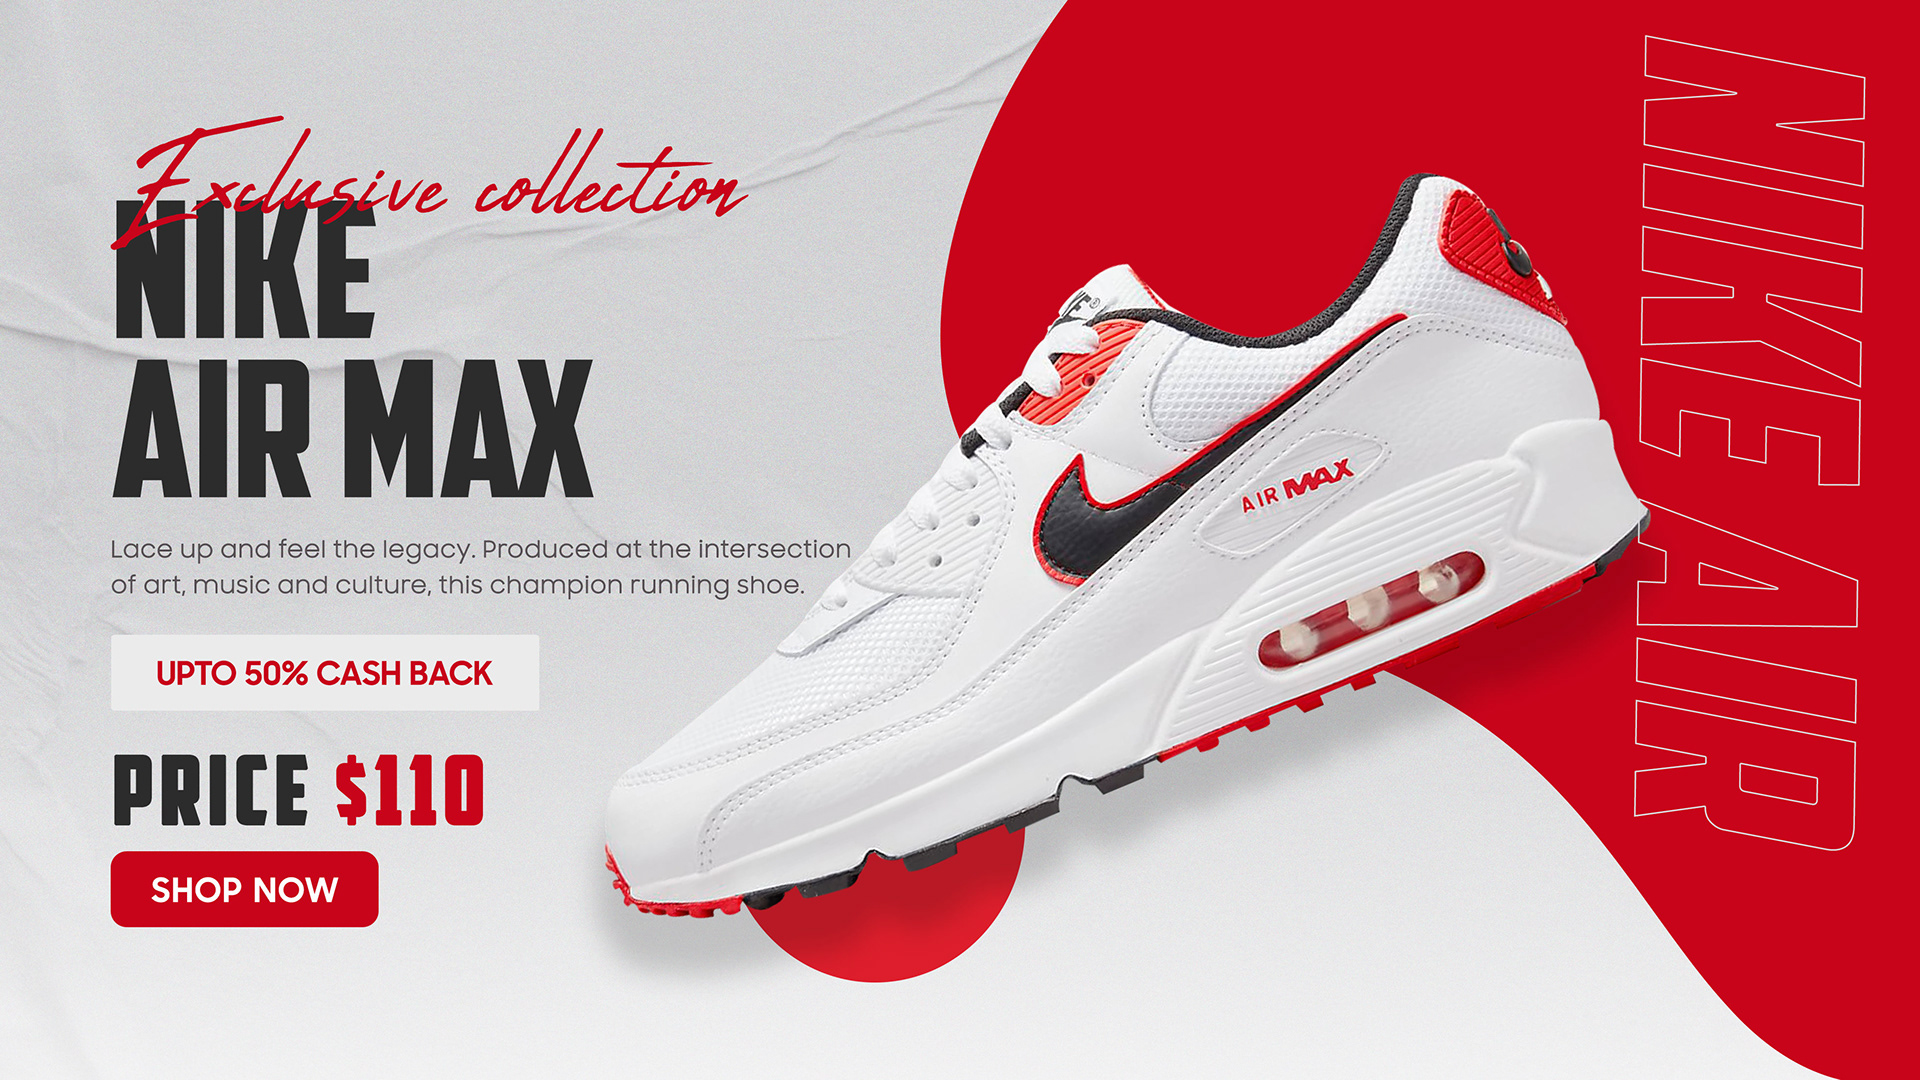 Exclusive collection
NIKE
AIR MAX
Lace up and feel the legacy. Produced at the intersection
of art, music and culture, this champion running shoe.
UPTO 50% CASH BACK
PRICE $110
SHOP NOW
AIR MAX
NIKE AIR